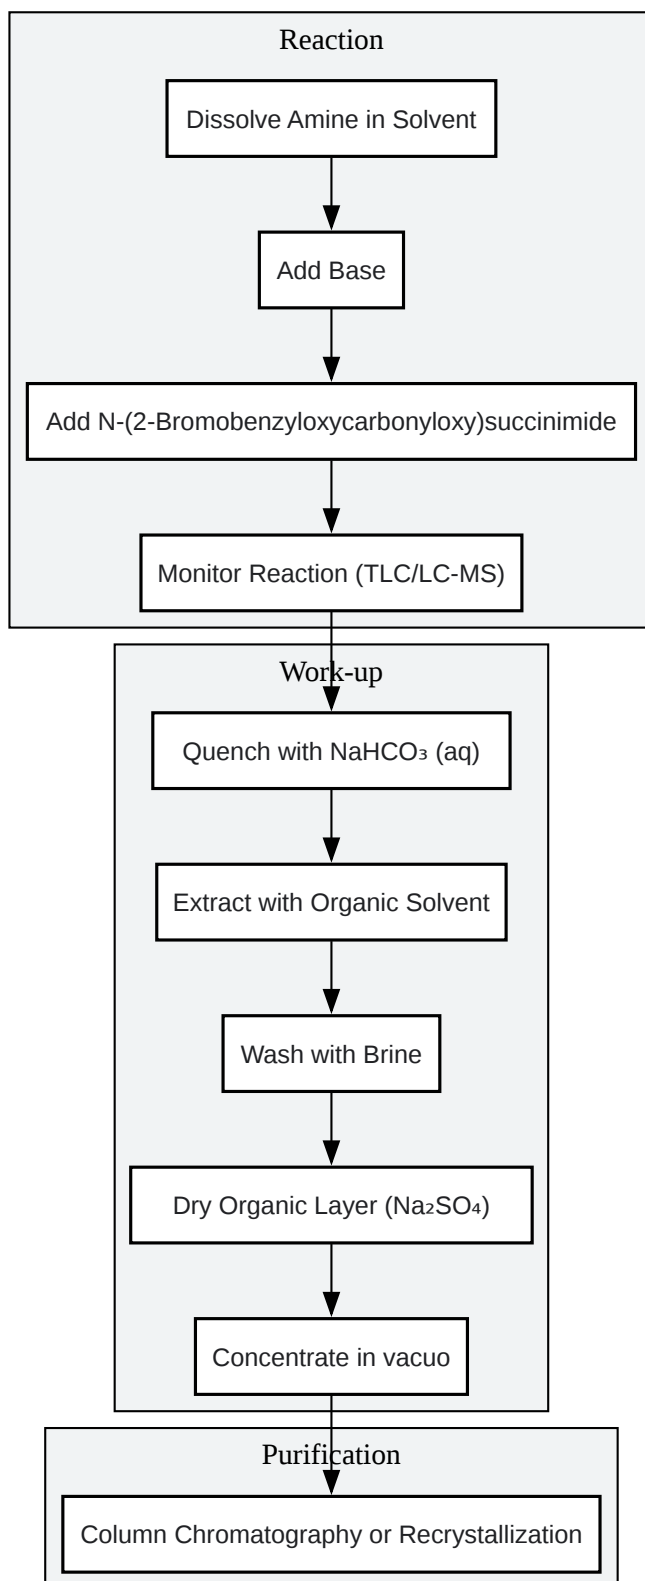 Reaction
Dissolve Amine in Solvent
Add Base
Add N-(2-Bromobenzyloxycarbonyloxy)succinimide
Monitor Reaction (TLC/LC-MS)
Work-up
Quench with NaHCO₃ (aq)
Extract with Organic Solvent
Wash with Brine
Dry Organic Layer (Na₂SO₄)
Concentrate in vacuo
Purification
Column Chromatography or Recrystallization